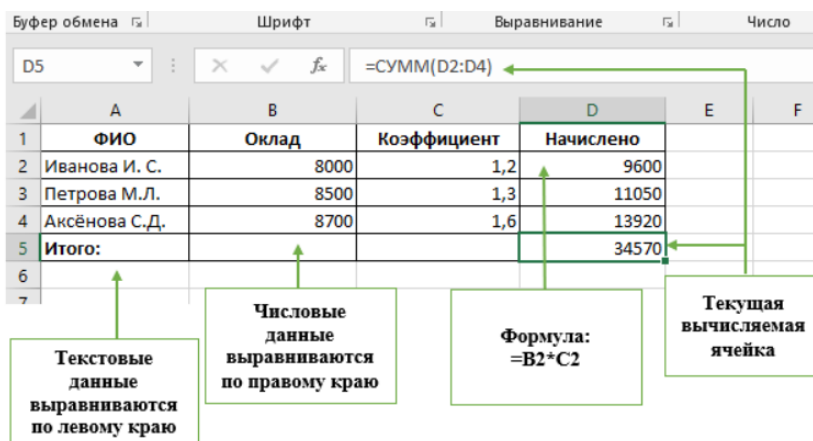 Буфер обмена Шрифт Выравнивание Число
D5 fx =СУММ(D2:D4)
A B C D E F
1 ФИО Оклад Коэффициент Начислено
2 Иванова И. С. 8000 1,2 9600
3 Петрова М.Л. 8500 1,3 11050
4 Аксёнова С.Д. 8700 1,6 13920
5 Итого: 34570
6
7
Текстовые
данные
выравниваются
по левому краю
Числовые
данные
выравниваются
по правому краю
Формула:
=B2*C2
Текущая
вычисляемая
ячейка